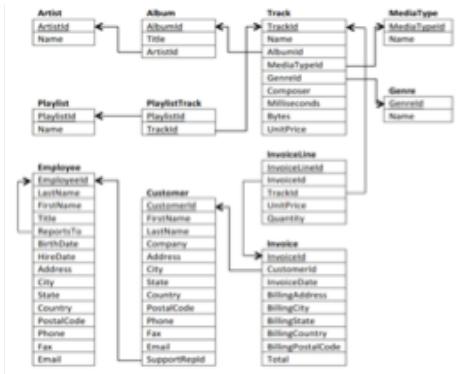 Artist
ArtistId
Name
Album
AlbumId
Title
ArtistId
Track
TrackId
Name
AlbumId
MediaTypeId
GenreId
Composer
Milliseconds
Bytes
UnitPrice
MediaType
MediaTypeId
Name
Genre
GenreId
Name
Playlist
PlaylistId
Name
PlaylistTrack
PlaylistId
TrackId
InvoiceLine
InvoiceLineId
InvoiceId
TrackId
UnitPrice
Quantity
Employee
EmployeeId
LastName
FirstName
Title
ReportsTo
BirthDate
HireDate
Address
City
State
Country
PostalCode
Phone
Fax
Email
Customer
CustomerId
FirstName
LastName
Company
Address
City
State
Country
PostalCode
Phone
Fax
Email
SupportRepId
Invoice
InvoiceId
CustomerId
InvoiceDate
BillingAddress
BillingCity
BillingState
BillingCountry
BillingPostalCode
Total